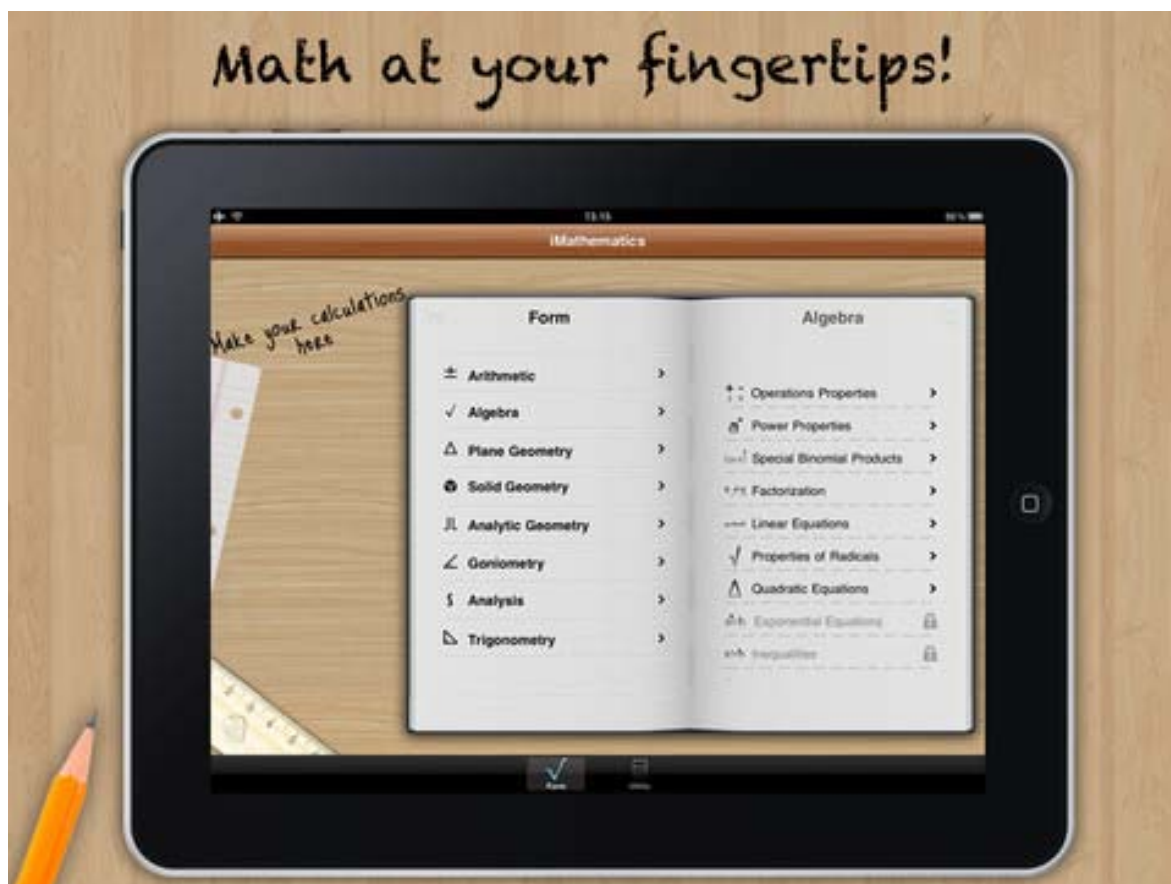 Math at your fingertips!
iMathematics
Make your calculations
here
Form
Arithmetic
Algebra
Plane Geometry
Solid Geometry
Analytic Geometry
Goniometry
Analysis
Trigonometry
Algebra
Operations Properties
Power Properties
Special Binomial Products
Factorization
Linear Equations
Properties of Radicals
Quadratic Equations
Exponential Equations
Inequalities
Form